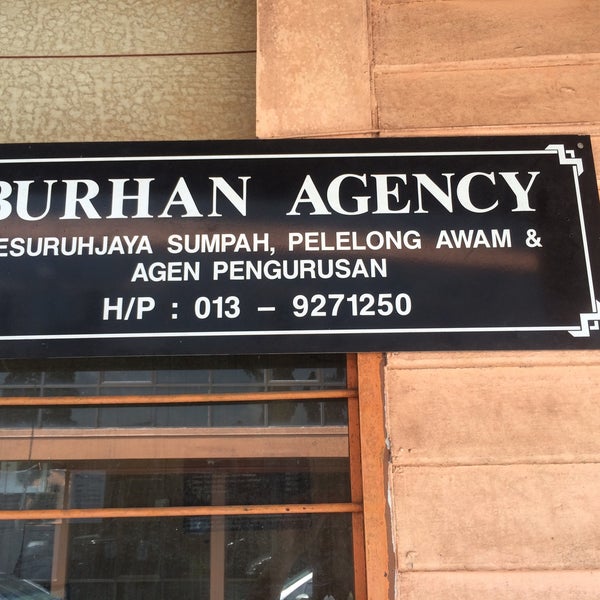 BURHAN AGENCY
ESURUHJAYA SUMPAH, PELELONG AWAM &
AGEN PENGURUSAN
H/P : 013 – 9271250